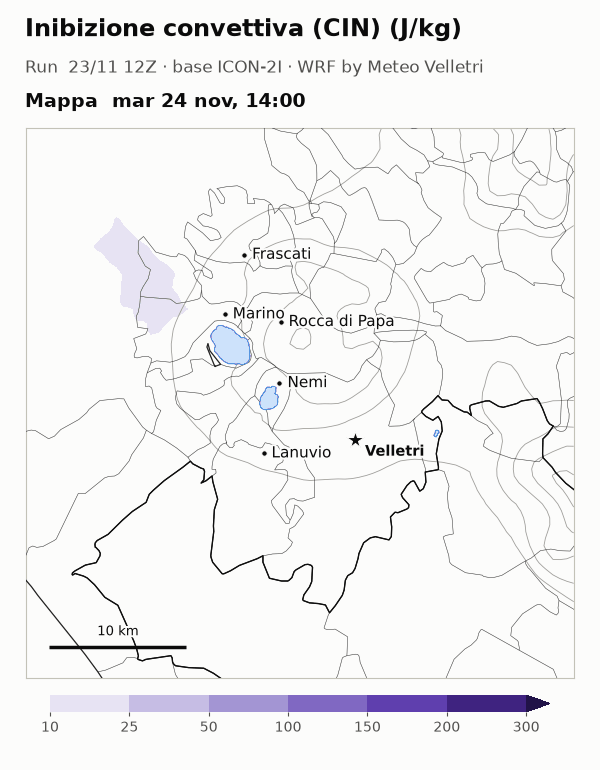 Inibizione convettiva (CIN) (J/kg)
Run  23/11 12Z · base ICON-2I · WRF by Meteo Velletri
Mappa  mar 24 nov, 14:00
Frascati
Marino
Rocca di Papa
Nemi
Velletri
Lanuvio
10 km
10 25 50 100 150 200 300